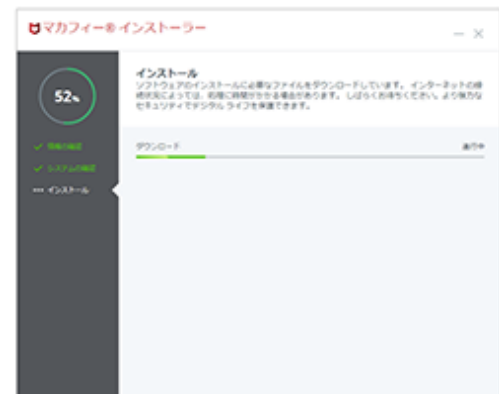 マカフィー® インストーラー
インストール
ソフトウェアのインストールに必要なファイルをダウンロードしています。 インターネットの接
続状況によっては、処理に時間がかかる場合があります。 しばらくお待ちください。より強力な
セキュリティでデジタル ライフを保護できます。
52%
情報の確認
システムの確認
インストール
ダウンロード
進行中